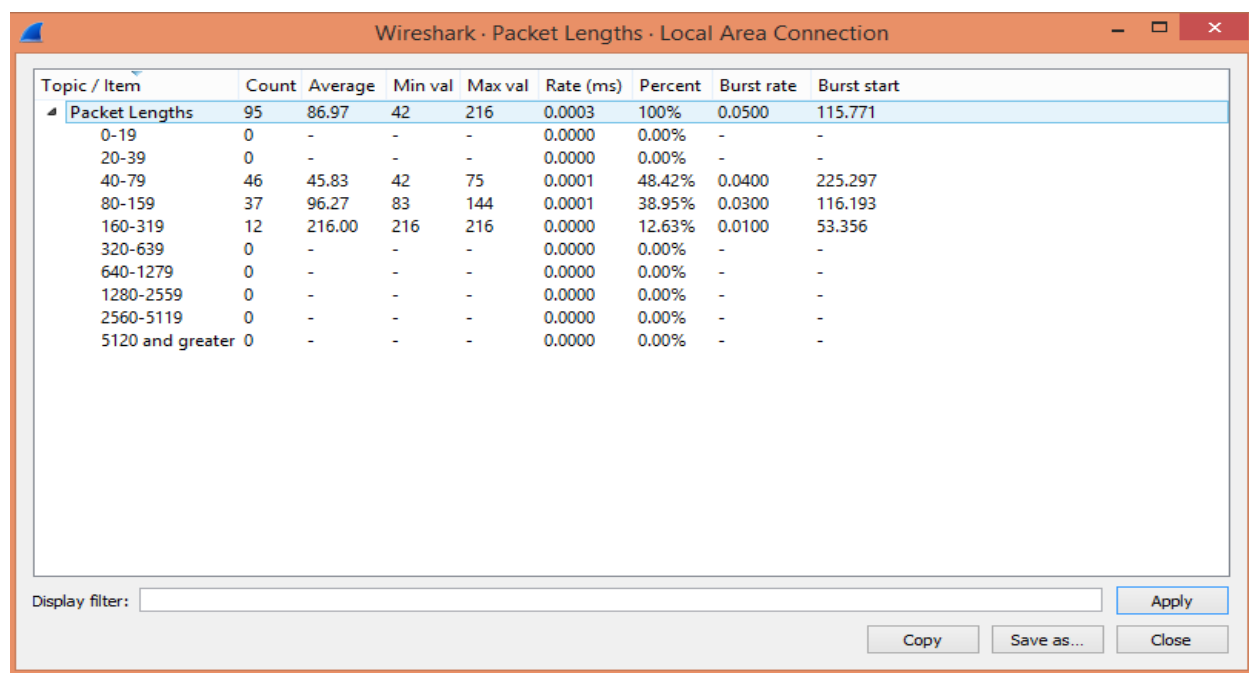 Wireshark · Packet Lengths · Local Area Connection
Topic / Item Count Average Min val Max val Rate (ms) Percent Burst rate Burst start
Packet Lengths 95 86.97 42 216 0.0003 100% 0.0500 115.771
0-19 0 - - - 0.0000 0.00% - -
20-39 0 - - - 0.0000 0.00% - -
40-79 46 45.83 42 75 0.0001 48.42% 0.0400 225.297
80-159 37 96.27 83 144 0.0001 38.95% 0.0300 116.193
160-319 12 216.00 216 216 0.0000 12.63% 0.0100 53.356
320-639 0 - - - 0.0000 0.00% - -
640-1279 0 - - - 0.0000 0.00% - -
1280-2559 0 - - - 0.0000 0.00% - -
2560-5119 0 - - - 0.0000 0.00% - -
5120 and greater 0 - - - 0.0000 0.00% - -
Display filter: Apply
Copy Save as... Close